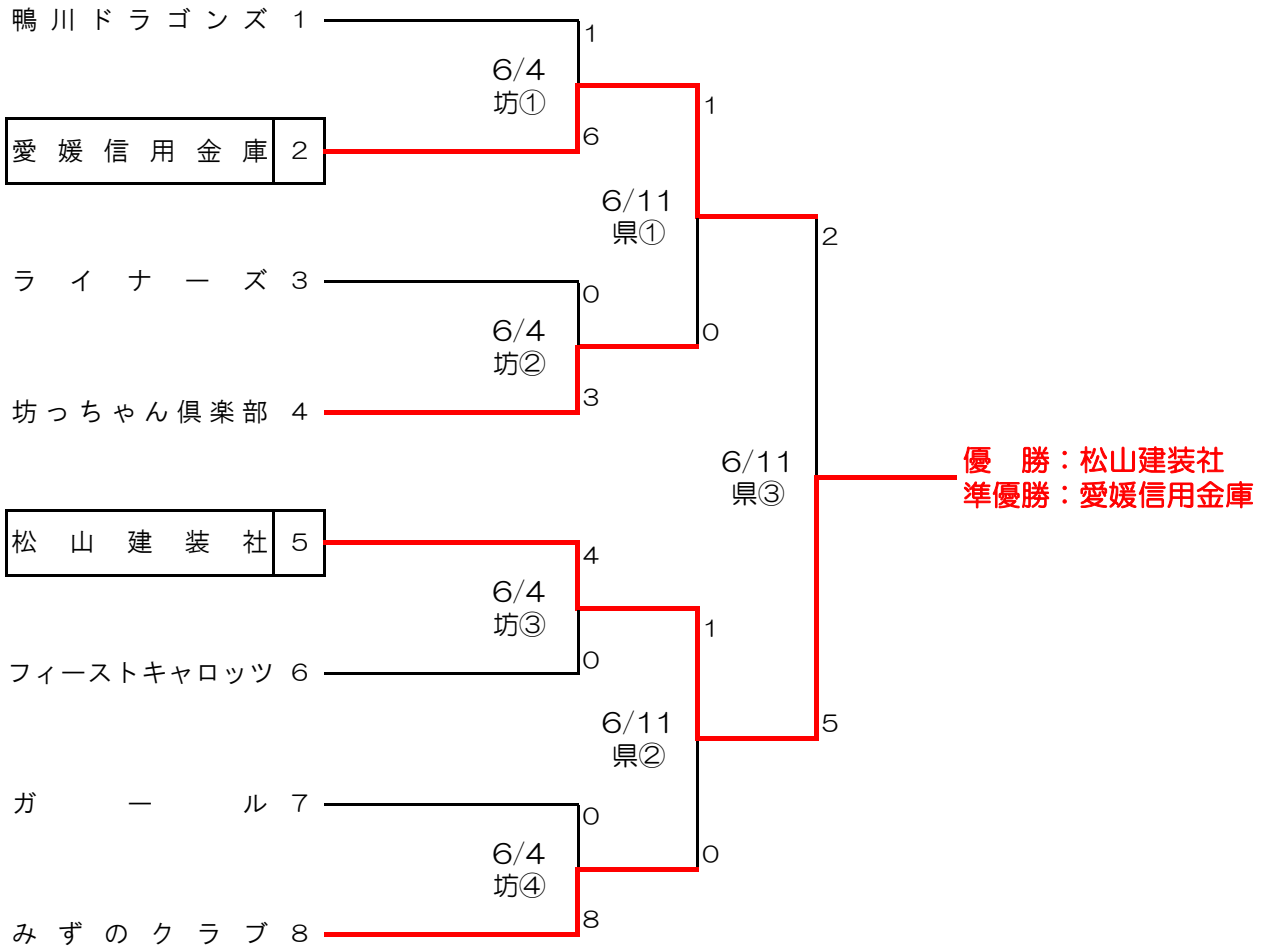 鴨川ドラゴンズ 1
1
6/4
坊①
愛媛信用金庫 2
6
1
6/11
県①
ライナーズ 3
0
6/4
坊②
0
坊っちゃん倶楽部 4
3
2
6/11
県③
優　勝：松山建装社
準優勝：愛媛信用金庫
松山建装社 5
4
6/4
坊③
1
フィーストキャロッツ 6
0
6/11
県②
5
ガール 7
0
6/4
坊④
0
みずのクラブ 8
8